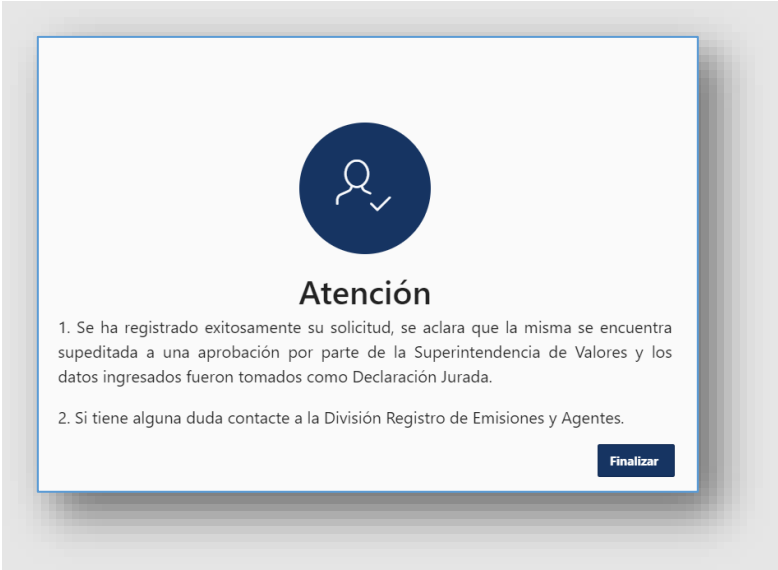 Atención
1. Se ha registrado exitosamente su solicitud, se aclara que la misma se encuentra
supeditada a una aprobación por parte de la Superintendencia de Valores y los
datos ingresados fueron tomados como Declaración Jurada.
2. Si tiene alguna duda contacte a la División Registro de Emisiones y Agentes.
Finalizar